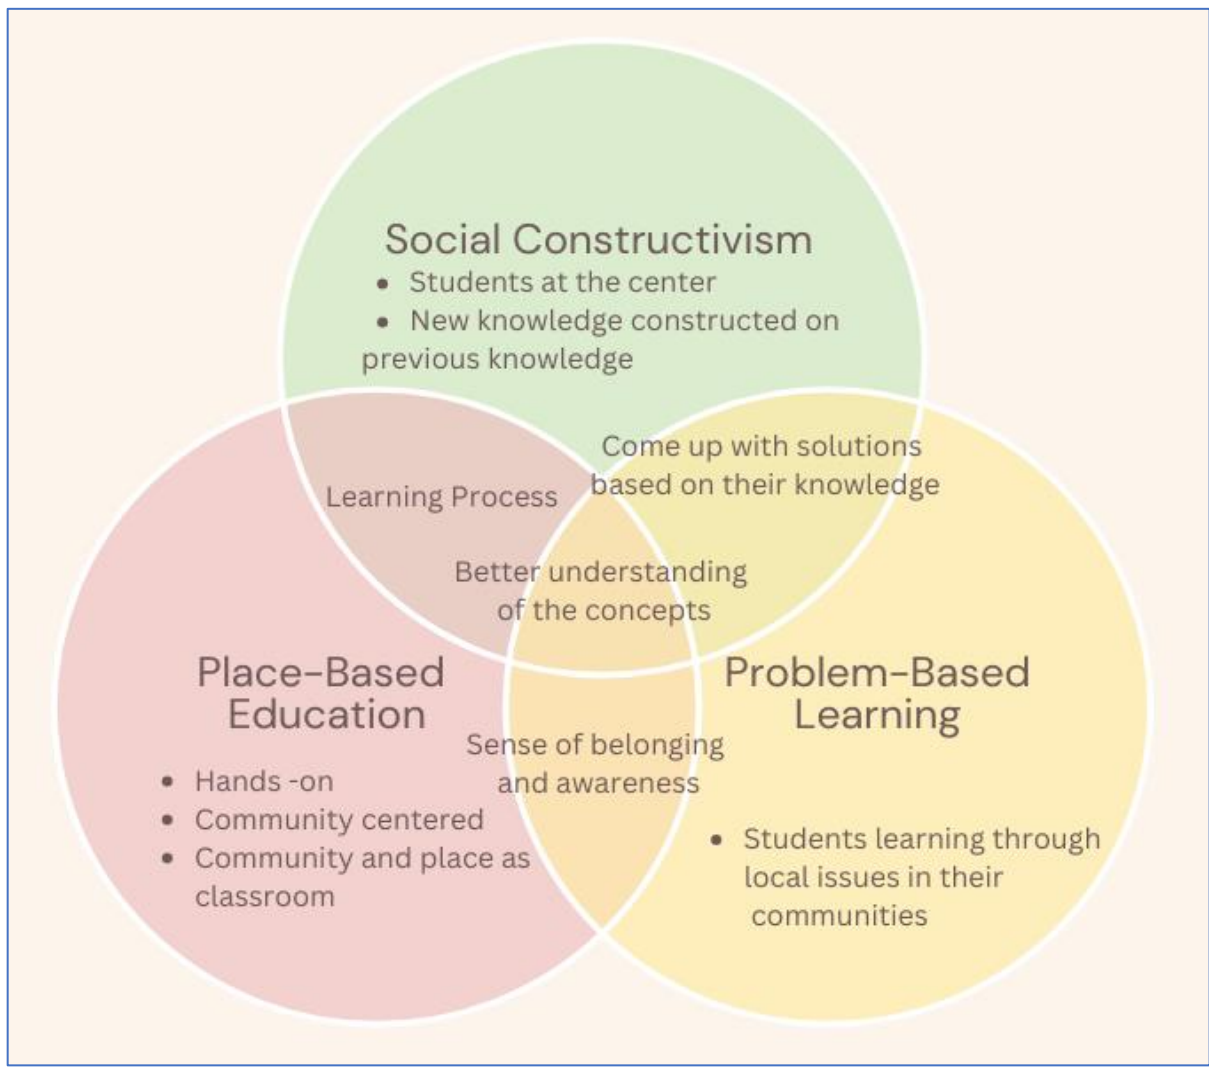 Social Constructivism
• Students at the center
• New knowledge constructed on
previous knowledge
Come up with solutions
based on their knowledge
Learning Process
Better understanding
of the concepts
Place-Based
Education
• Hands -on
• Community centered
• Community and place as
classroom
Sense of belonging
and awareness
Problem-Based
Learning
• Students learning through
local issues in their
communities